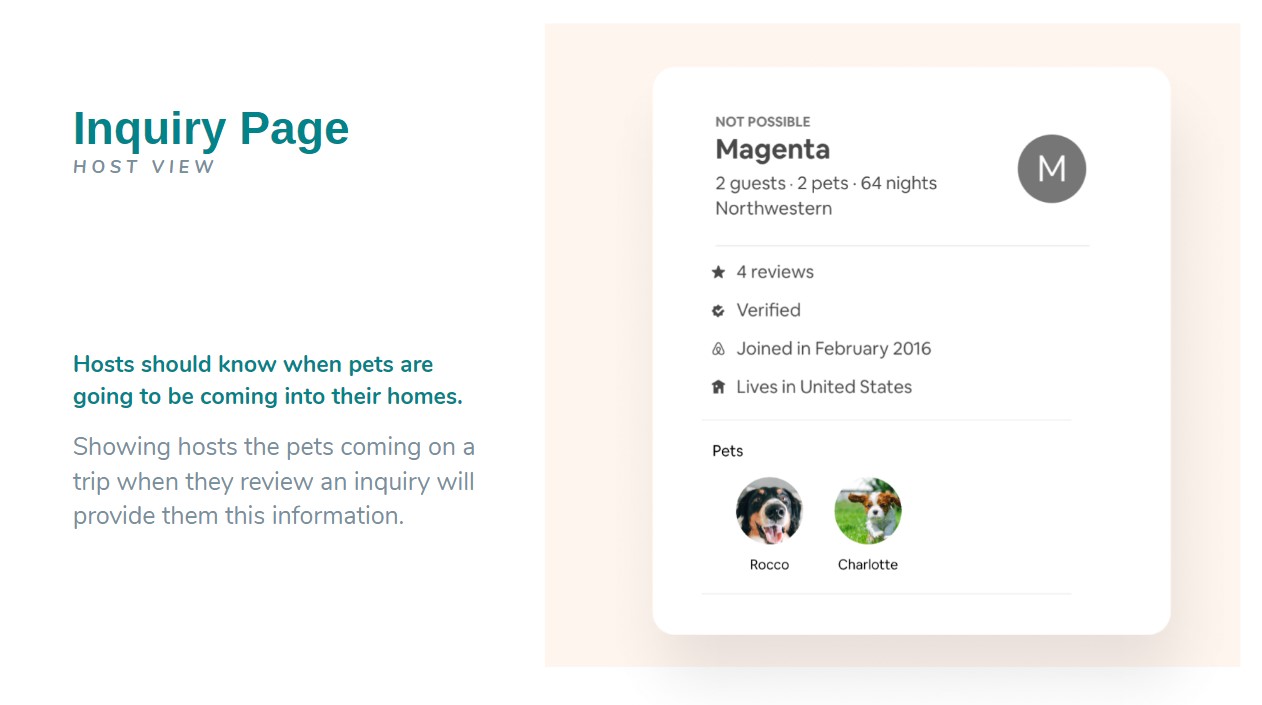 Inquiry Page
HOST VIEW
Hosts should know when pets are
going to be coming into their homes.
Showing hosts the pets coming on a
trip when they review an inquiry will
provide them this information.
NOT POSSIBLE
Magenta
2 guests · 2 pets · 64 nights
Northwestern
M
4 reviews
Verified
Joined in February 2016
Lives in United States
Pets
Rocco
Charlotte